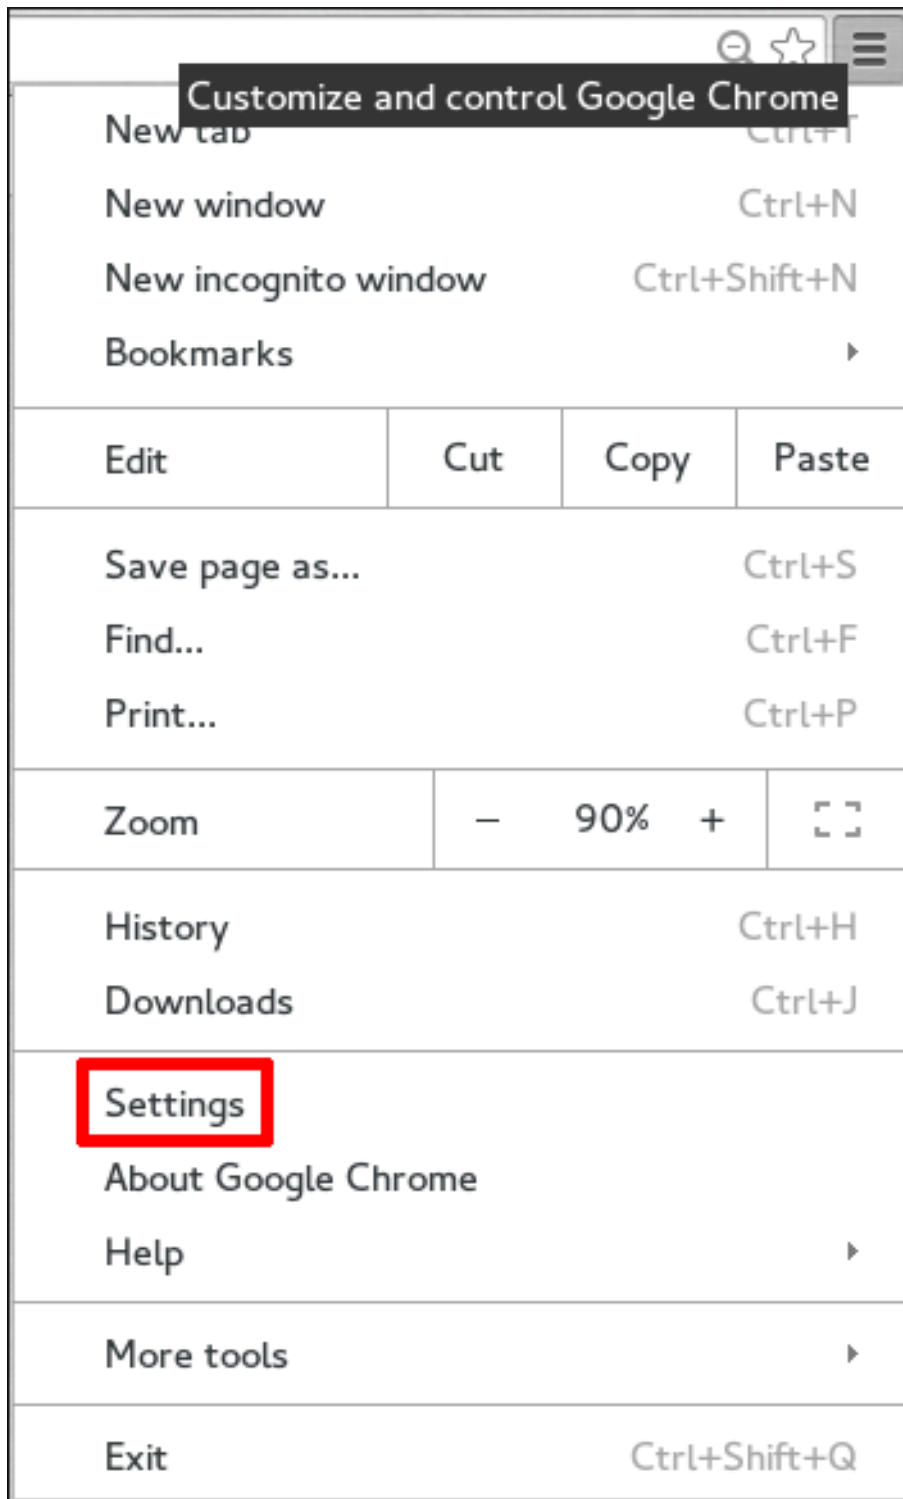 Customize and control Google Chrome
New tab Ctrl+T
New window Ctrl+N
New incognito window Ctrl+Shift+N
Bookmarks
Edit Cut Copy Paste
Save page as... Ctrl+S
Find... Ctrl+F
Print... Ctrl+P
Zoom − 90% +
History Ctrl+H
Downloads Ctrl+J
Settings
About Google Chrome
Help
More tools
Exit Ctrl+Shift+Q